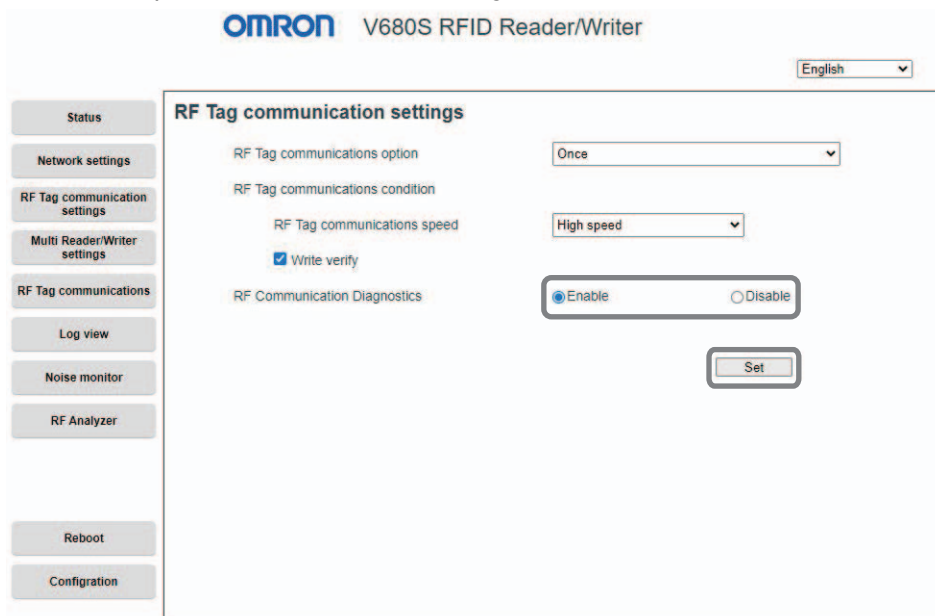 OMRON V680S RFID Reader/Writer
English
Status
Network settings
RF Tag communication
settings
Multi Reader/Writer
settings
RF Tag communications
Log view
Noise monitor
RF Analyzer
Reboot
Configration
RF Tag communication settings
RF Tag communications option Once
RF Tag communications condition
RF Tag communications speed High speed
Write verify
RF Communication Diagnostics Enable Disable
Set